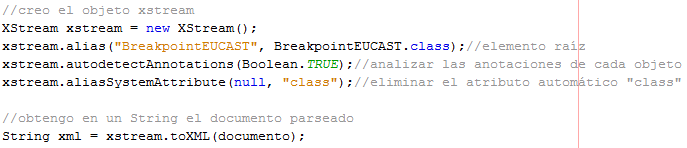 //creo el objeto xstream
XStream xstream = new XStream();
xstream.alias("BreakpointEUCAST", BreakpointEUCAST.class);//elemento raíz
xstream.autodetectAnnotations(Boolean.TRUE);//analizar las anotaciones de cada objeto
xstream.aliasSystemAttribute(null, "class");//eliminar el atributo automático "class"
//obtengo en un String el documento parseado
String xml = xstream.toXML(documento);